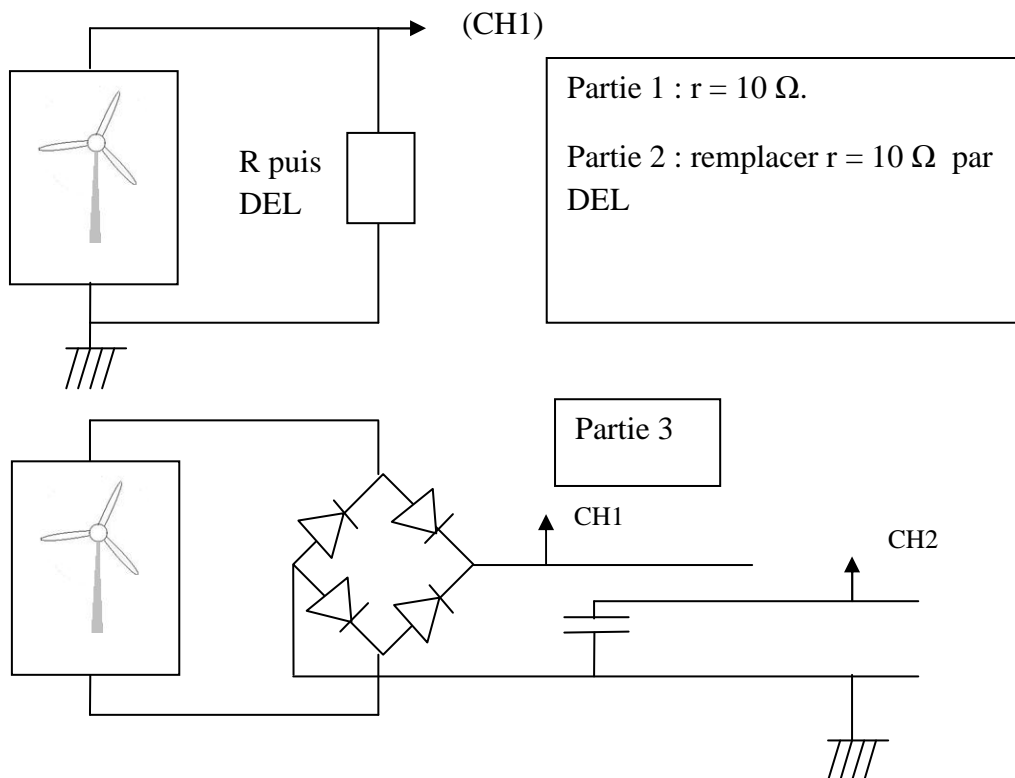 (CH1)
Partie 1 : r = 10 Ω.
Partie 2 : remplacer r = 10 Ω par
DEL
R puis
DEL
Partie 3
CH1
CH2